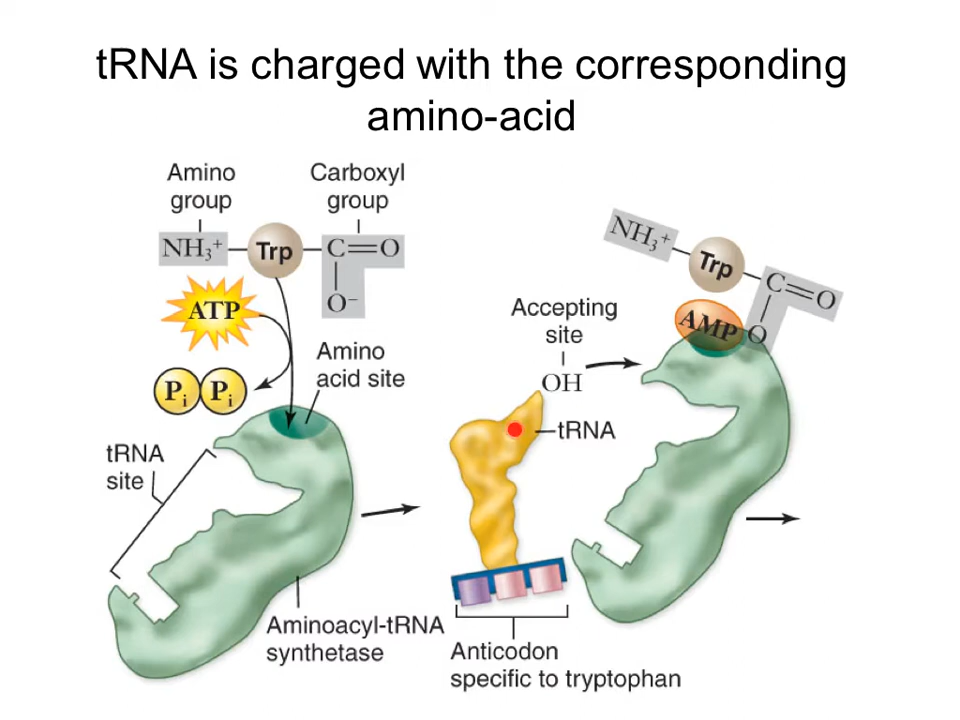 tRNA is charged with the corresponding
amino-acid
Amino
group
Carboxyl
group
NH₃⁺
Trp
C=O
O⁻
ATP
Pi Pi
Amino
acid site
tRNA
site
Aminoacyl-tRNA
synthetase
Accepting
site
OH
tRNA
Anticodon
specific to tryptophan
NH₃⁺
Trp
C=O
O
AMP